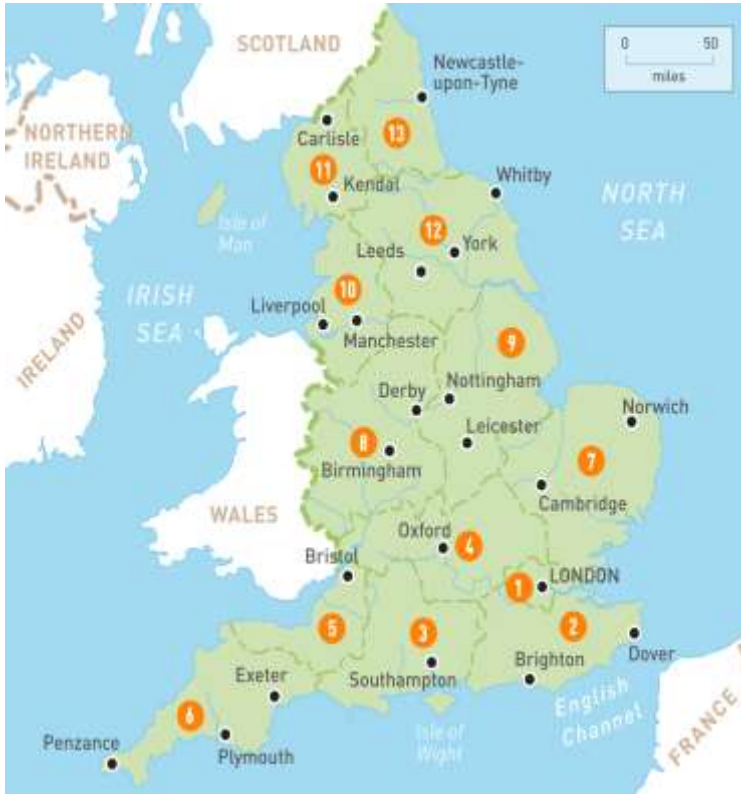 SCOTLAND
0 50
miles
Newcastle-
upon-Tyne
NORTHERN
IRELAND
Carlisle
13
11
Kendal
Whitby
NORTH
SEA
Isle of
Man
12
York
Leeds
IRISH
SEA
10
Liverpool
Manchester
9
IRELAND
Derby
Nottingham
Norwich
Leicester
8
Birmingham
7
Cambridge
WALES
Oxford
4
Bristol
1
LONDON
5
3
2
Dover
Brighton
Southampton
Exeter
English
Channel
6
Isle of
Wight
FRANCE
Penzance
Plymouth